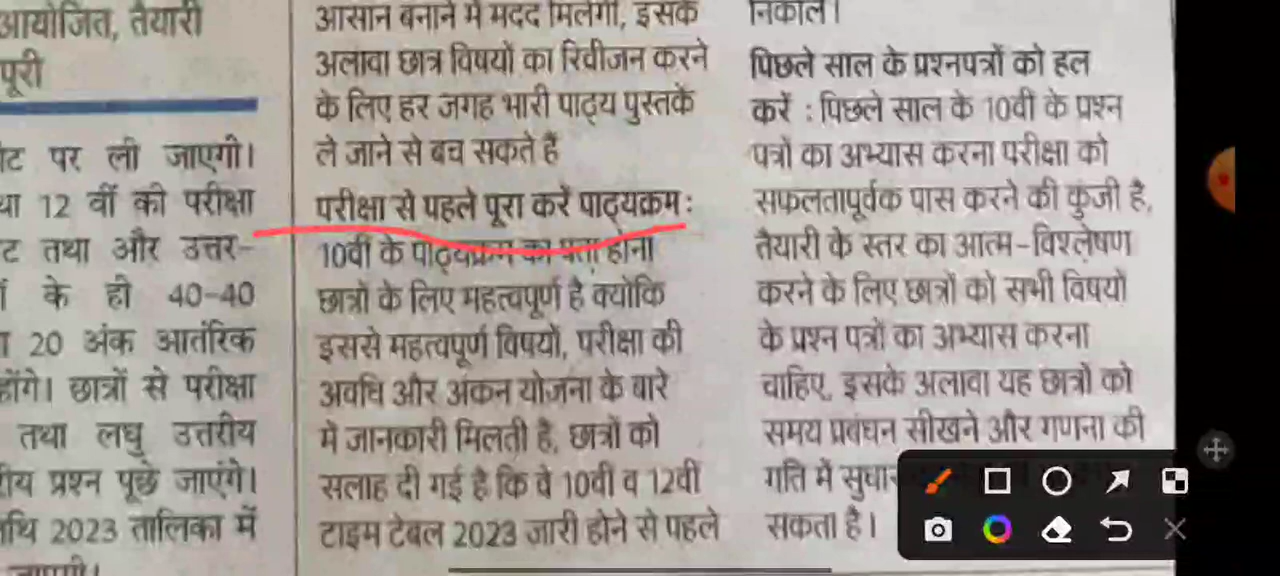 आयोजित, तैयारी
पूरी
पर ली जाएगी।
12 वीं की परीक्षा
तथा और उत्तर-
के ही 40-40
20 अंक आतंरिक
होंगे। छात्रों से परीक्षा
तथा लघु उत्तरीय
प्रश्न पूछे जाएंगे।
2023 तालिका में
आसान बनाने में मदद मिलेगी, इसके
अलावा छात्र विषयों का रिवीजन करने
के लिए हर जगह भारी पाठ्य पुस्तकें
ले जाने से बच सकते हैं
परीक्षा से पहले पूरा करें पाठ्यक्रम :
10वीं के पाठ्यक्रम का पता होना
छात्रों के लिए महत्वपूर्ण है क्योंकि
इससे महत्वपूर्ण विषयों, परीक्षा की
अवधि और अंकन योजना के बारे
में जानकारी मिलती है, छात्रों को
सलाह दी गई है कि वे 10वीं व 12वीं
टाइम टेबल 2023 जारी होने से पहले
निकालें।
पिछले साल के प्रश्नपत्रों को हल
करें : पिछले साल के 10वीं के प्रश्न
पत्रों का अभ्यास करना परीक्षा को
सफलतापूर्वक पास करने की कुंजी है,
तैयारी के स्तर का आत्म-विश्लेषण
करने के लिए छात्रों को सभी विषयों
के प्रश्न पत्रों का अभ्यास करना
चाहिए, इसके अलावा यह छात्रों को
समय प्रबंधन सीखने और गणना की
गति में
सकता है।